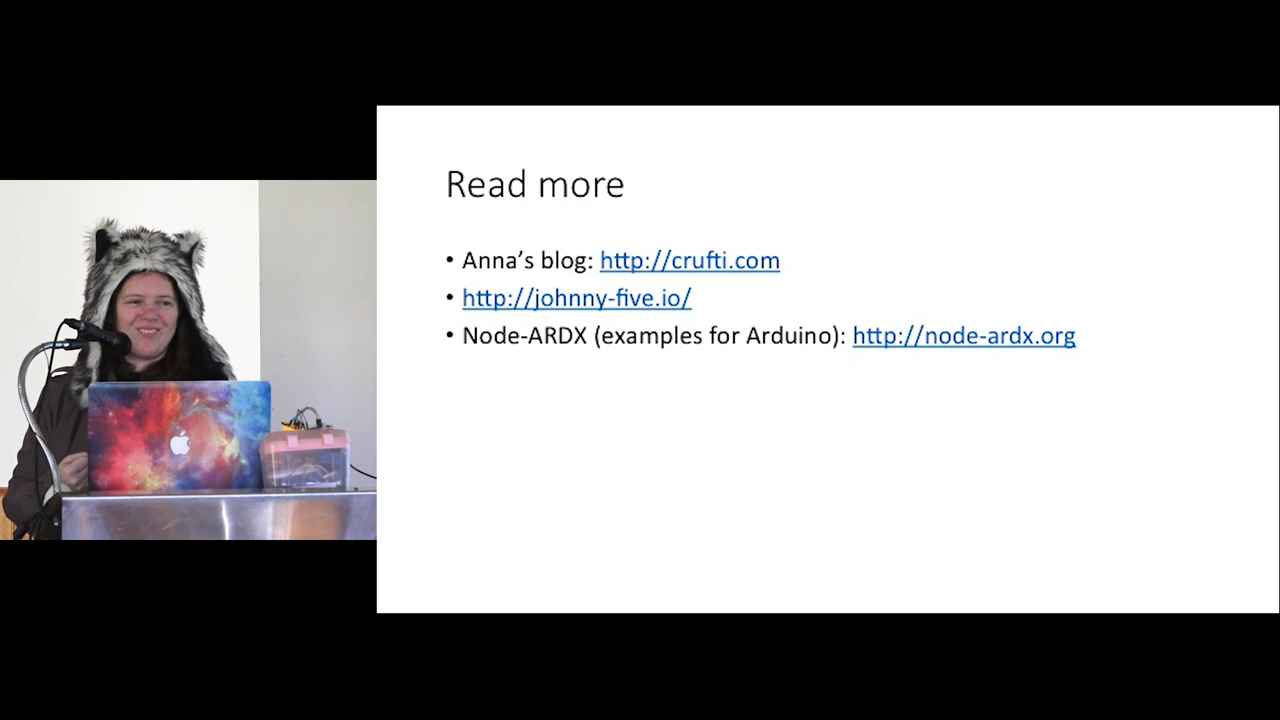 Read more
• Anna’s blog: http://crufti.com
• http://johnny-five.io/
• Node-ARDX (examples for Arduino): http://node-ardx.org